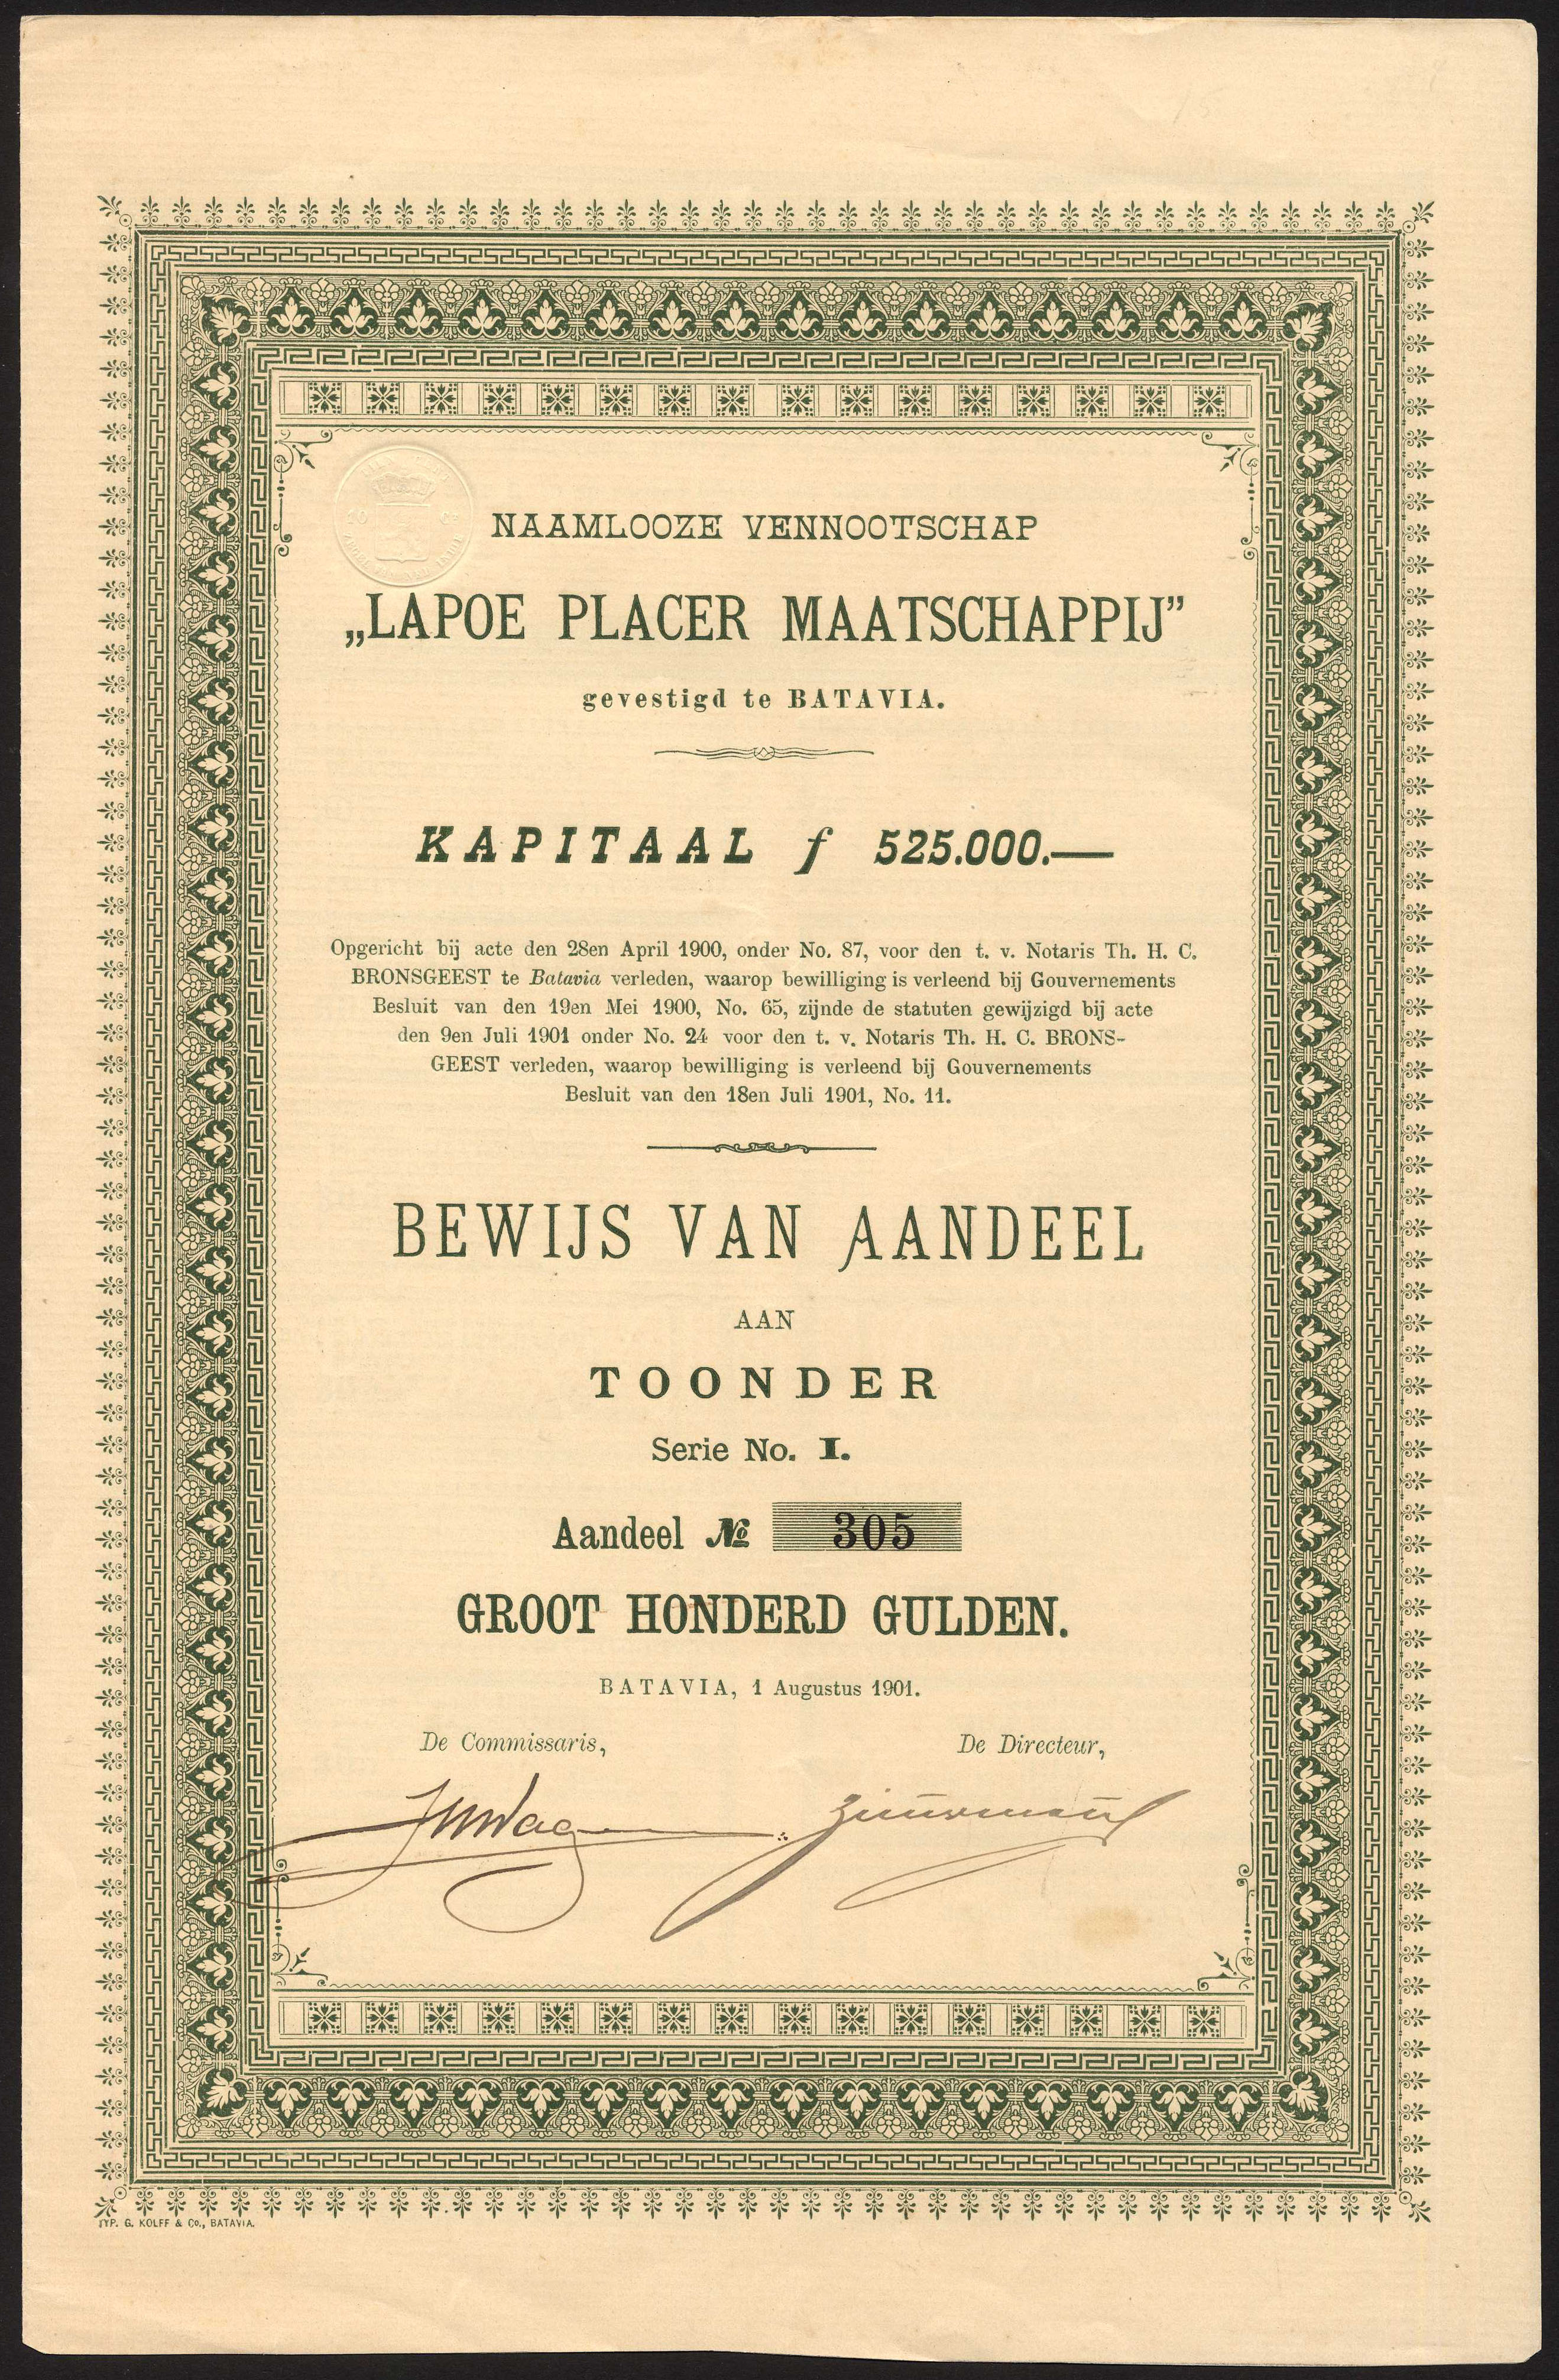 NAAMLOOZE VENNOOTSCHAP
„LAPOE PLACER MAATSCHAPPIJ”
gevestigd te BATAVIA.
KAPITAAL f 525.000.—
Opgericht bij acte den 28en April 1900, onder No. 87, voor den t. v. Notaris Th. H. C.
BRONSGEEST te Batavia verleden, waarop bewilliging is verleend bij Gouvernements
Besluit van den 19en Mei 1900, No. 65, zijnde de statuten gewijzigd bij acte
den 9en Juli 1901 onder No. 24 voor den t. v. Notaris Th. H. C. BRONS-
GEEST verleden, waarop bewilliging is verleend bij Gouvernements
Besluit van den 18en Juli 1901, No. 11.
BEWIJS VAN AANDEEL
AAN
TOONDER
Serie No. I.
Aandeel No 305
GROOT HONDERD GULDEN.
BATAVIA, 1 Augustus 1901.
De Commissaris, De Directeur,
TYP. G. KOLFF & Co., BATAVIA.